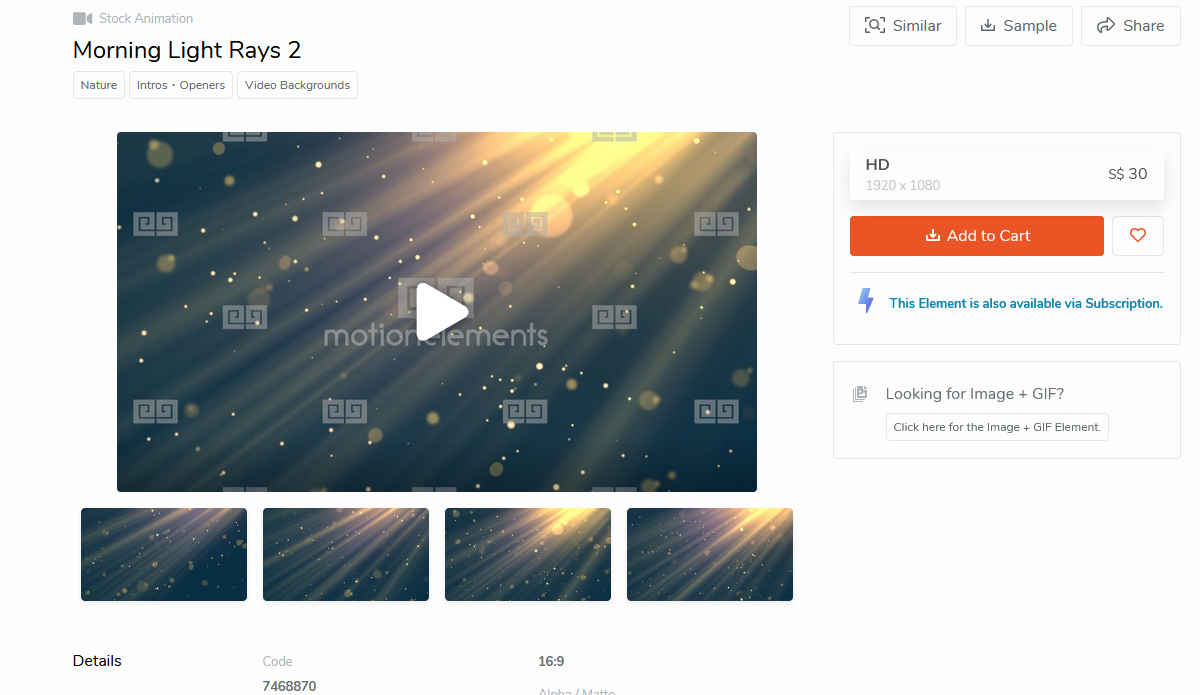 Stock Animation
Morning Light Rays 2
Nature
Intros・Openers
Video Backgrounds
Similar
Sample
Share
motionelements
HD
1920 x 1080
S$ 30
Add to Cart
This Element is also available via Subscription.
Looking for Image + GIF?
Click here for the Image + GIF Element.
Details
Code
7468870
16:9
Alpha / Matte